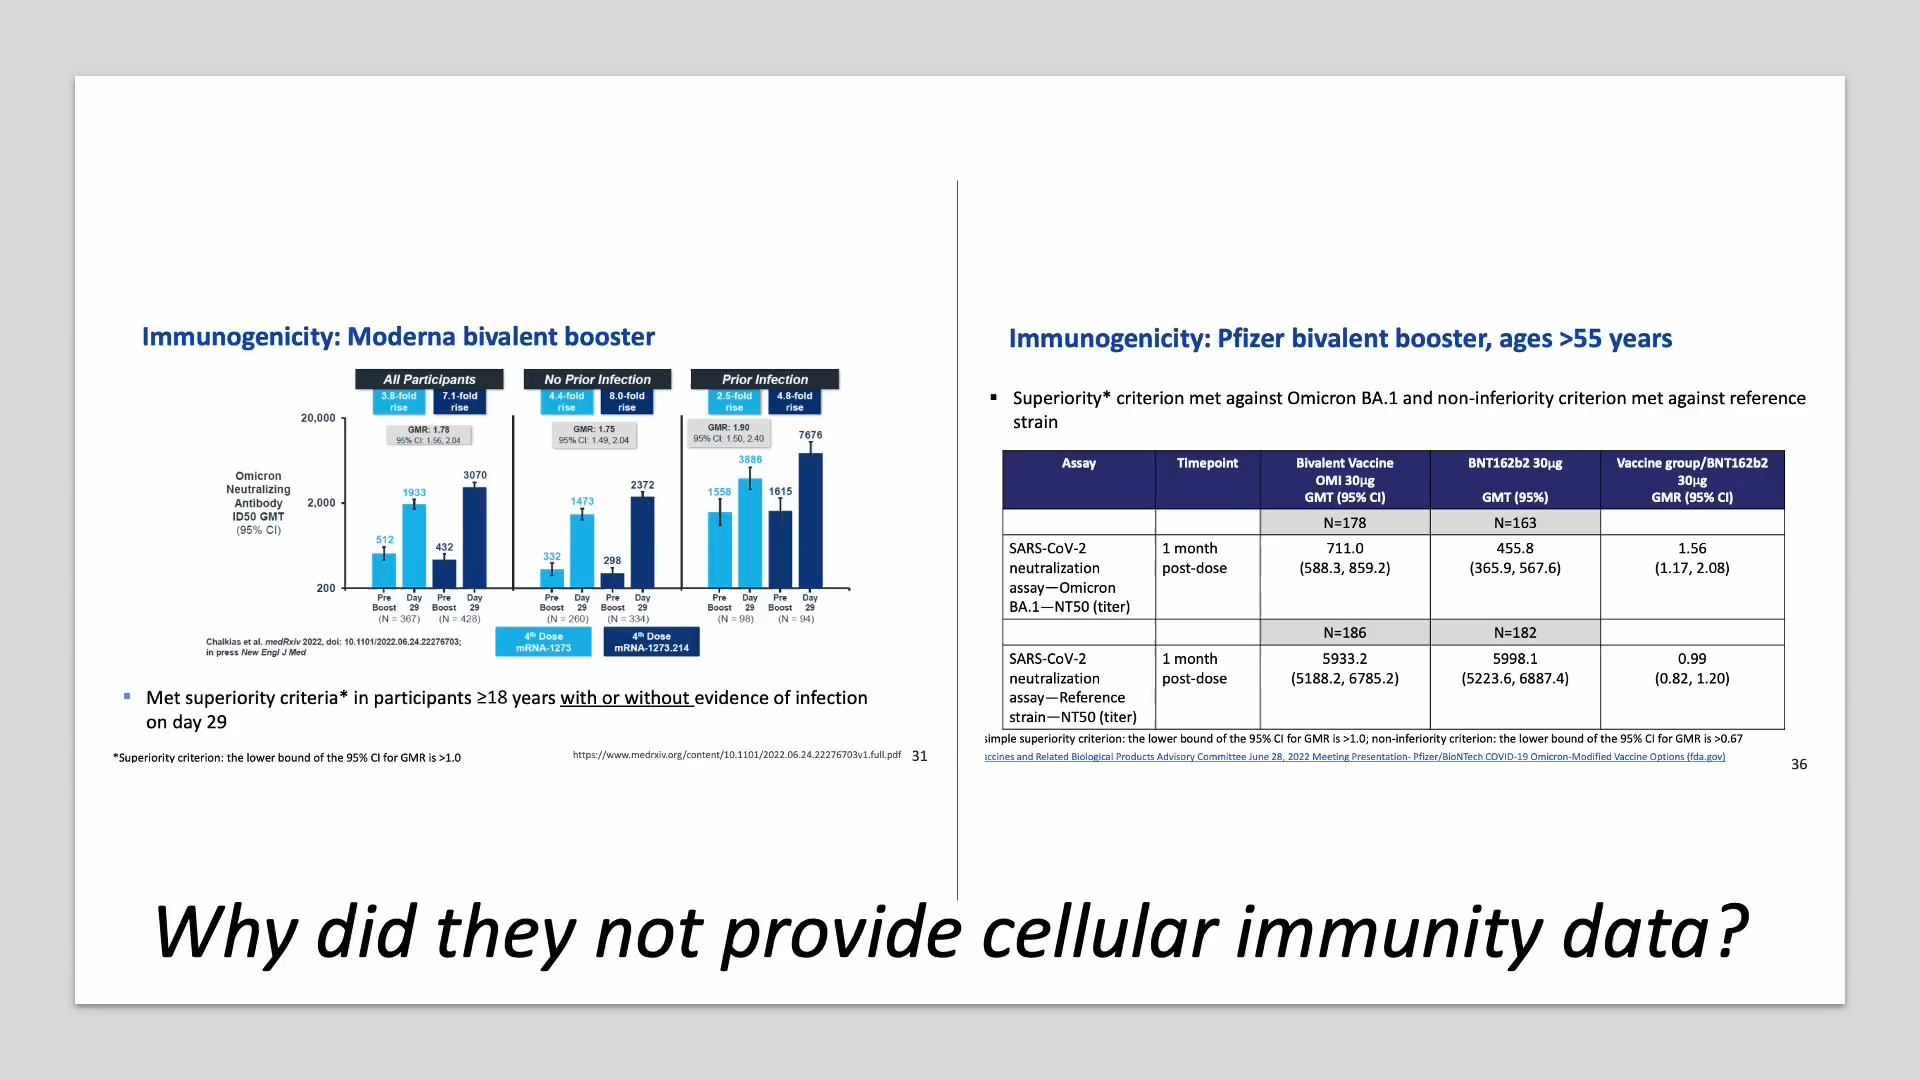 Immunogenicity: Moderna bivalent booster
All Participants
No Prior Infection
Prior Infection
3.8-fold rise
7.1-fold rise
4.4-fold rise
8.0-fold rise
2.5-fold rise
4.8-fold rise
GMR: 1.78
95% CI: 1.56, 2.04
GMR: 1.75
95% CI: 1.49, 2.04
GMR: 1.90
95% CI: 1.50, 2.40
20,000
2,000
200
Omicron
Neutralizing
Antibody
ID50 GMT
(95% CI)
512
1933
432
3070
332
1473
298
2372
1558
3886
1615
7676
Pre Boost
Day 29
Pre Boost
Day 29
Pre Boost
Day 29
Pre Boost
Day 29
Pre Boost
Day 29
Pre Boost
Day 29
(N = 367)
(N = 428)
(N = 260)
(N = 334)
(N = 98)
(N = 94)
4th Dose
mRNA-1273
4th Dose
mRNA-1273.214
Chalkias et al, medRxiv 2022, doi: 10.1101/2022.06.24.22276703;
in press New Engl J Med
▪ Met superiority criteria* in participants ≥18 years with or without evidence of infection
on day 29
*Superiority criterion: the lower bound of the 95% CI for GMR is >1.0
https://www.medrxiv.org/content/10.1101/2022.06.24.22276703v1.full.pdf
31
Immunogenicity: Pfizer bivalent booster, ages >55 years
▪ Superiority* criterion met against Omicron BA.1 and non-inferiority criterion met against reference
strain
Assay
Timepoint
Bivalent Vaccine
OMI 30µg
GMT (95% CI)
BNT162b2 30µg
GMT (95%)
Vaccine group/BNT162b2
30µg
GMR (95% CI)
N=178
N=163
SARS-CoV-2
neutralization
assay—Omicron
BA.1—NT50 (titer)
1 month
post-dose
711.0
(588.3, 859.2)
455.8
(365.9, 567.6)
1.56
(1.17, 2.08)
N=186
N=182
SARS-CoV-2
neutralization
assay—Reference
strain—NT50 (titer)
1 month
post-dose
5933.2
(5188.2, 6785.2)
5998.1
(5223.6, 6887.4)
0.99
(0.82, 1.20)
simple superiority criterion: the lower bound of the 95% CI for GMR is >1.0; non-inferiority criterion: the lower bound of the 95% CI for GMR is >0.67
accines and Related Biological Products Advisory Committee June 28, 2022 Meeting Presentation- Pfizer/BioNTech COVID-19 Omicron-Modified Vaccine Options (fda.gov)
36
Why did they not provide cellular immunity data?